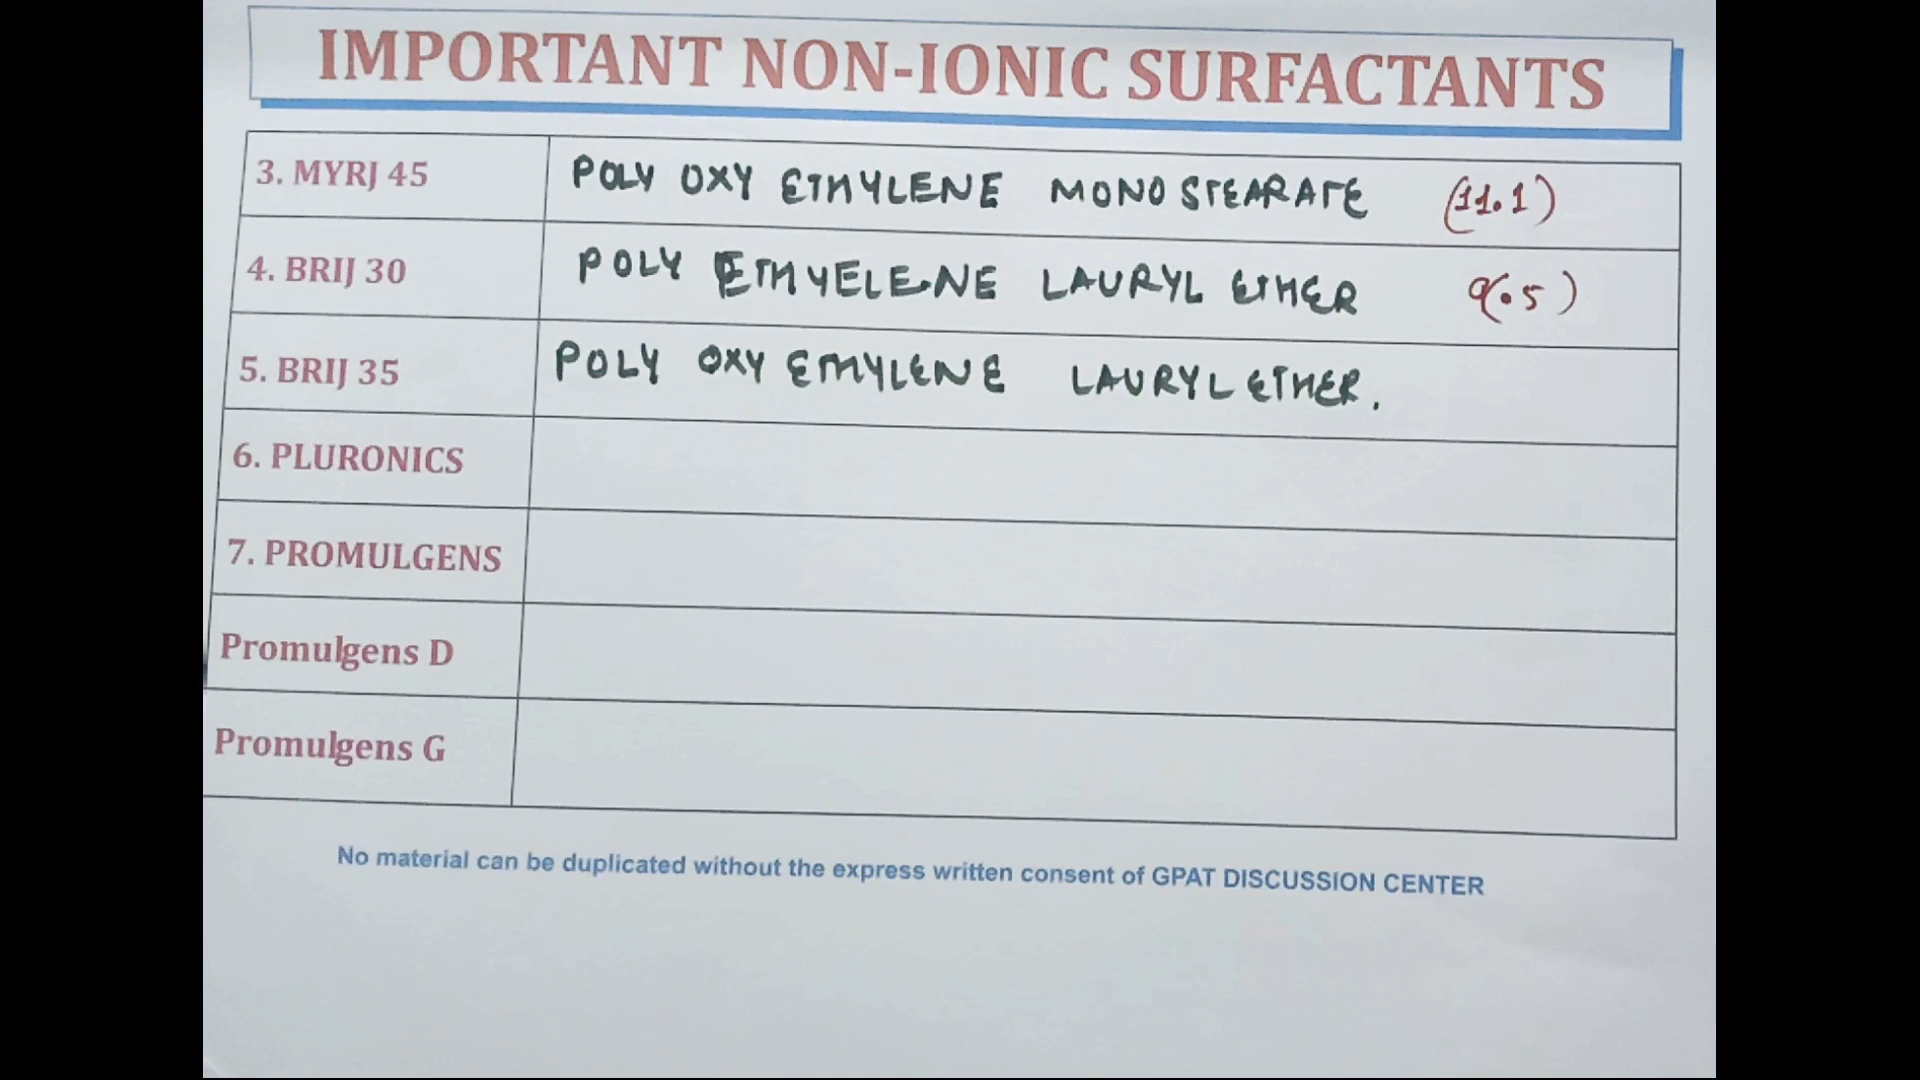 IMPORTANT NON-IONIC SURFACTANTS
3. MYRJ 45 POLY OXY ETHYLENE MONOSTEARATE (11.1)
4. BRIJ 30 POLY ETHYELENE LAURYL ETHER 9.5)
5. BRIJ 35 POLY OXY ETHYLENE LAURYL ETHER.
6. PLURONICS
7. PROMULGENS
Promulgens D
Promulgens G
No material can be duplicated without the express written consent of GPAT DISCUSSION CENTER